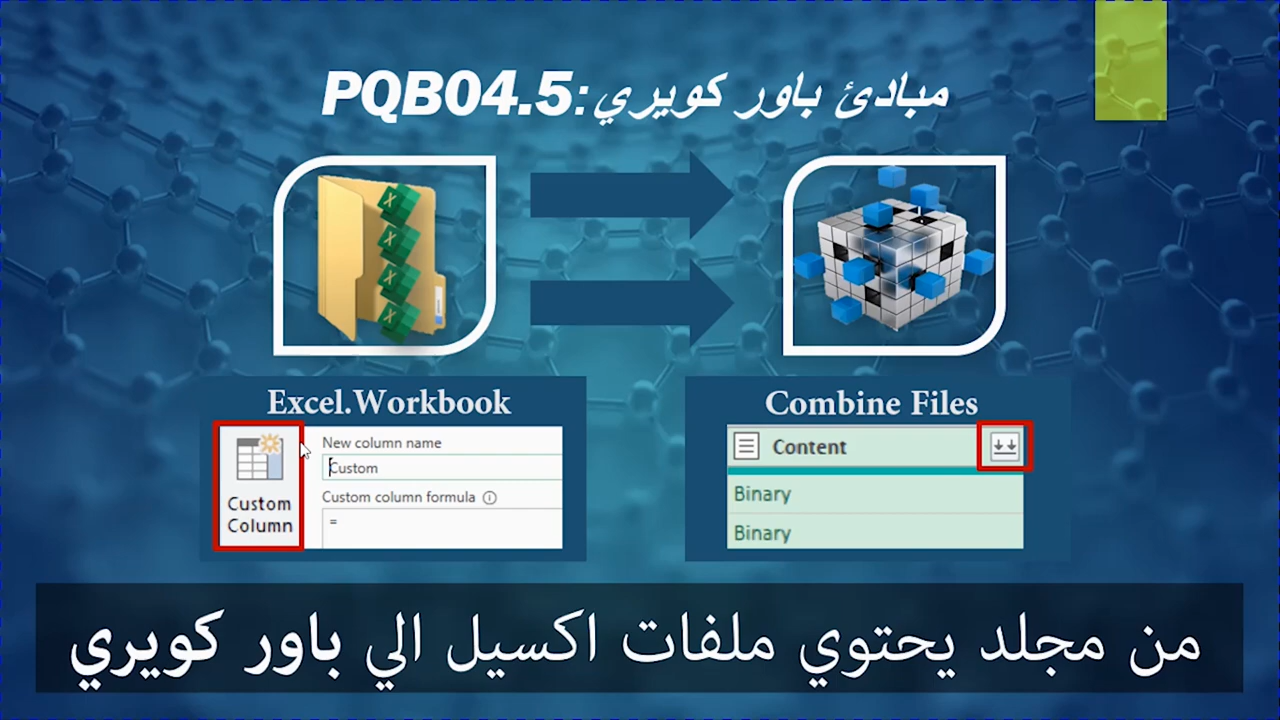 مبادئ باور كويري:PQB04.5
Excel.Workbook
Custom
Column
New column name
Custom
Custom column formula
=
Combine Files
Content
Binary
Binary
من مجلد يحتوي ملفات اكسيل الي باور كويري